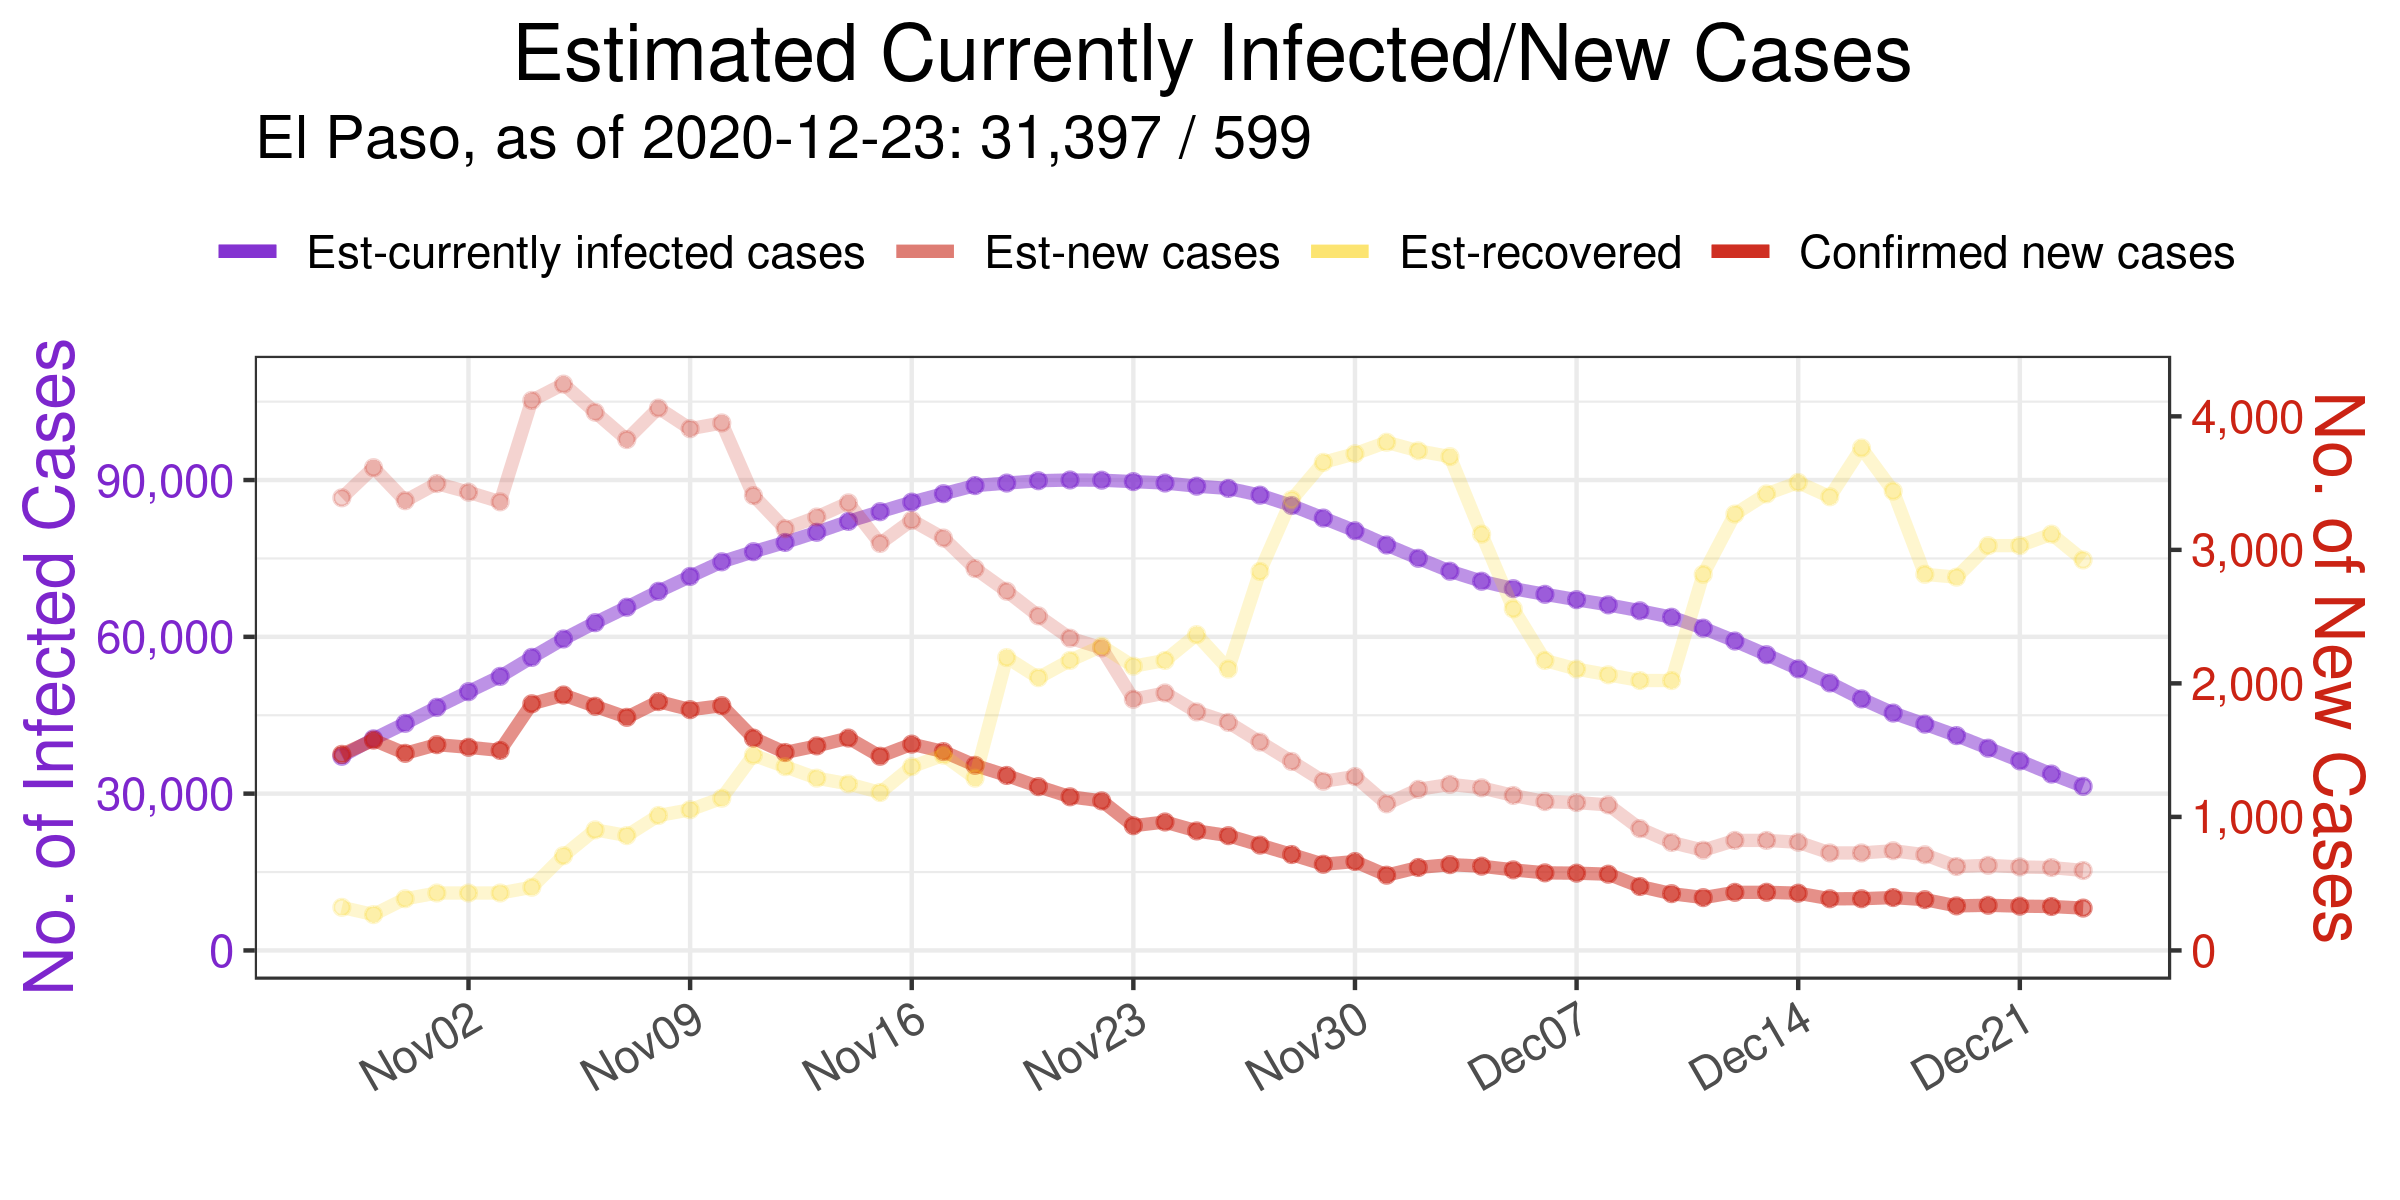 Estimated Currently Infected/New Cases
El Paso, as of 2020-12-23: 31,397 / 599
Est-currently infected cases
Est-new cases
Est-recovered
Confirmed new cases
No. of Infected Cases
90,000
60,000
30,000
0
4,000
3,000
2,000
1,000
0
No. of New Cases
Nov02
Nov09
Nov16
Nov23
Nov30
Dec07
Dec14
Dec21